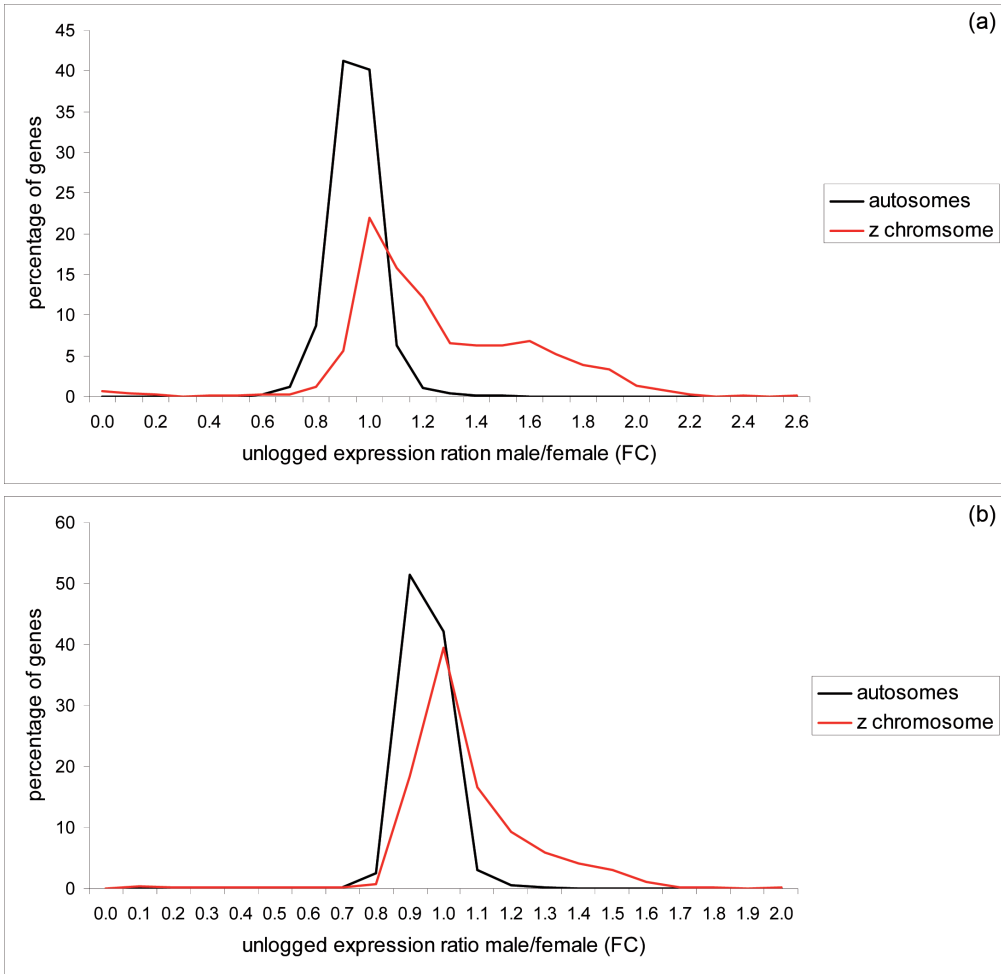 (a)
45
40
35
30
25
20
15
10
5
0
percentage of genes
0.0 0.2 0.4 0.6 0.8 1.0 1.2 1.4 1.6 1.8 2.0 2.2 2.4 2.6
unlogged expression ration male/female (FC)
autosomes
z chromsome
(b)
60
50
40
30
20
10
0
percentage of genes
0.0 0.1 0.2 0.3 0.4 0.5 0.6 0.7 0.8 0.9 1.0 1.1 1.2 1.3 1.4 1.5 1.6 1.7 1.8 1.9 2.0
unlogged expression ratio male/female (FC)
autosomes
z chromosome